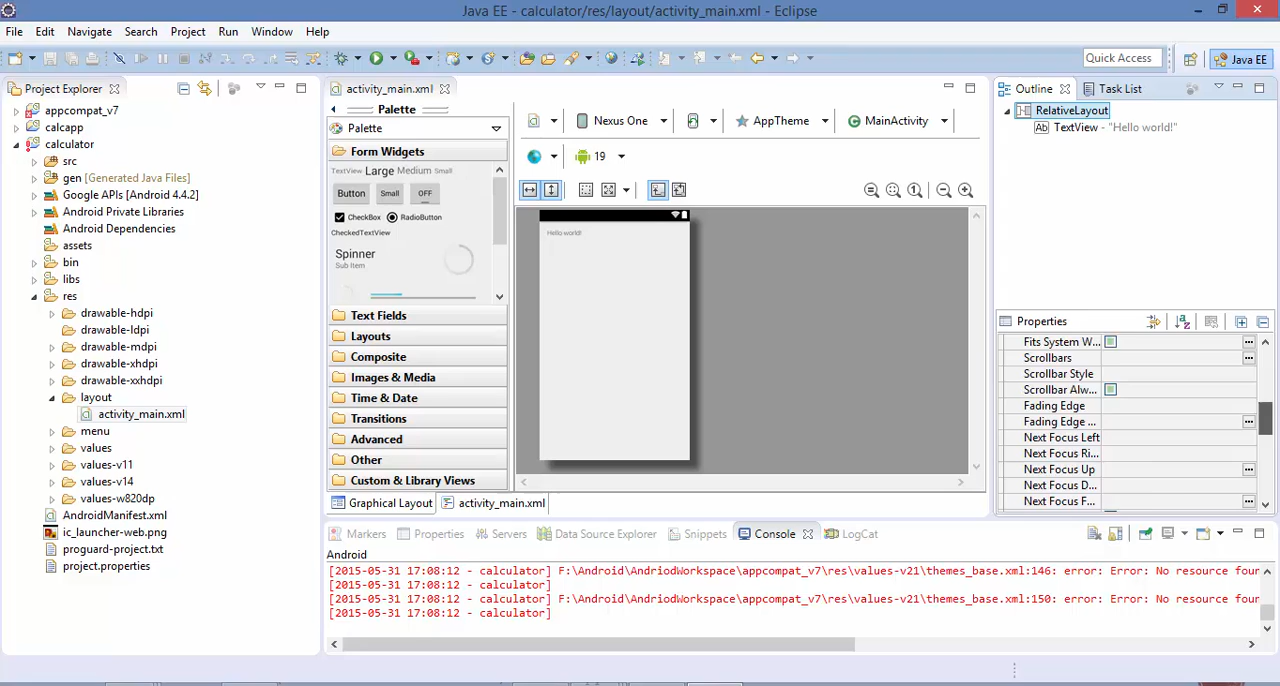 Java EE - calculator/res/layout/activity_main.xml - Eclipse
File Edit Navigate Search Project Run Window Help
Quick Access
Java EE
Project Explorer
appcompat_v7
calcapp
calculator
src
gen [Generated Java Files]
Google APIs [Android 4.4.2]
Android Private Libraries
Android Dependencies
assets
bin
libs
res
drawable-hdpi
drawable-ldpi
drawable-mdpi
drawable-xhdpi
drawable-xxhdpi
layout
activity_main.xml
menu
values
values-v11
values-v14
values-w820dp
AndroidManifest.xml
ic_launcher-web.png
proguard-project.txt
project.properties
activity_main.xml
Palette
Palette
Form Widgets
TextView Large Medium Small
Button Small OFF
CheckBox RadioButton
CheckedTextView
Spinner
Sub Item
Text Fields
Layouts
Composite
Images & Media
Time & Date
Transitions
Advanced
Other
Custom & Library Views
Nexus One AppTheme MainActivity
19
Hello world!
Graphical Layout activity_main.xml
Outline Task List
RelativeLayout
Ab TextView - "Hello world!"
Properties
Fits System W...
Scrollbars
Scrollbar Style
Scrollbar Alw...
Fading Edge
Fading Edge ...
Next Focus Left
Next Focus Ri...
Next Focus Up
Next Focus D...
Next Focus F...
Markers Properties Servers Data Source Explorer Snippets Console LogCat
Android
[2015-05-31 17:08:12 - calculator] F:\Android\AndriodWorkspace\appcompat_v7\res\values-v21\themes_base.xml:146: error: Error: No resource foun
[2015-05-31 17:08:12 - calculator]
[2015-05-31 17:08:12 - calculator] F:\Android\AndriodWorkspace\appcompat_v7\res\values-v21\themes_base.xml:150: error: Error: No resource foun
[2015-05-31 17:08:12 - calculator]